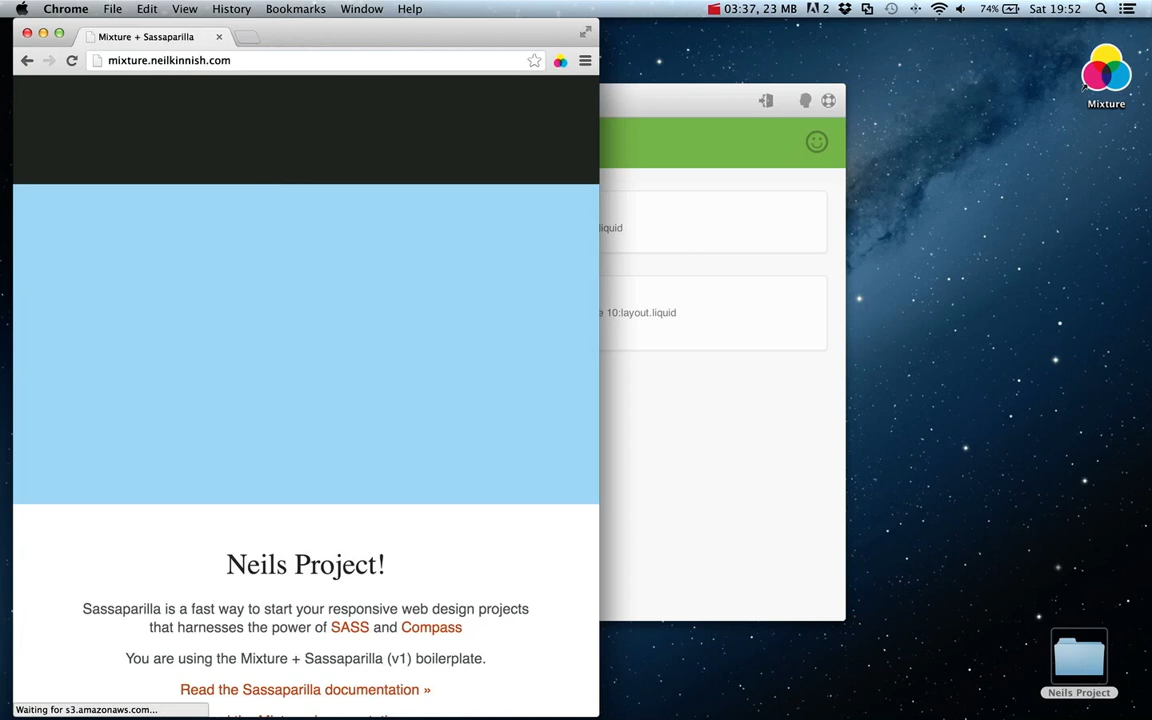 Chrome File Edit View History Bookmarks Window Help 03:37, 23 MB 2 74% Sat 19:52
Mixture + Sassaparilla
mixture.neilkinnish.com
Mixture
liquid
e 10:layout.liquid
Neils Project!
Sassaparilla is a fast way to start your responsive web design projects
that harnesses the power of SASS and Compass
You are using the Mixture + Sassaparilla (v1) boilerplate.
Read the Sassaparilla documentation »
Neils Project
Waiting for s3.amazonaws.com...